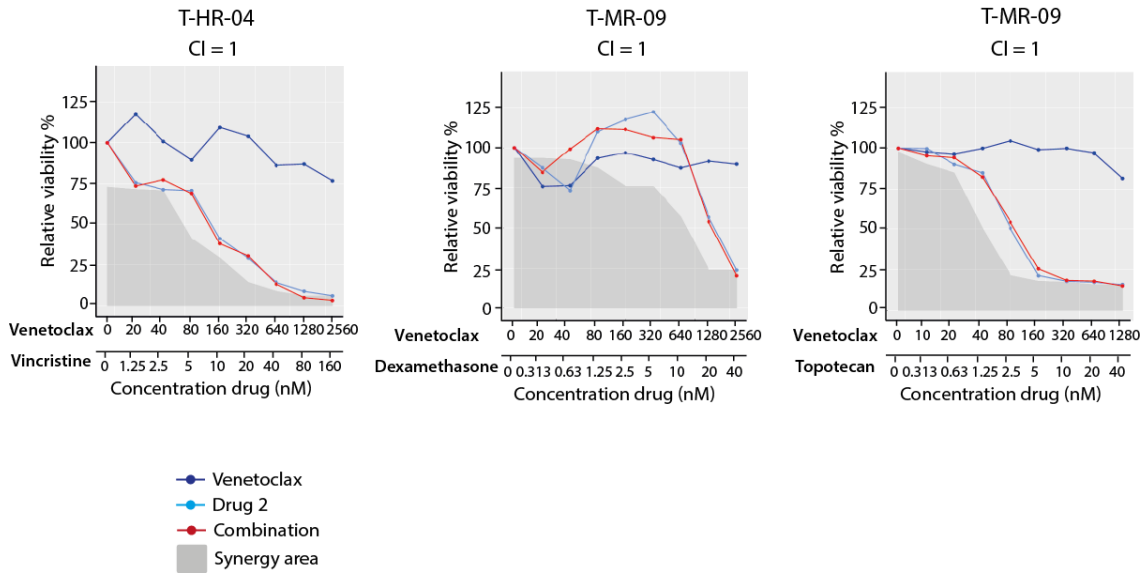 T-HR-04
CI = 1
Relative viability %
125
100
75
50
25
0
Venetoclax 0 20 40 80 160 320 640 1280 2560
Vincristine 0 1.25 2.5 5 10 20 40 80 160
Concentration drug (nM)
T-MR-09
CI = 1
Relative viability %
125
100
75
50
25
0
Venetoclax 0 20 40 80 160 320 640 1280 2560
Dexamethasone 0 0.313 0.63 1.25 2.5 5 10 20 40
Concentration drug (nM)
T-MR-09
CI = 1
Relative viability %
125
100
75
50
25
0
Venetoclax 0 10 20 40 80 160 320 640 1280
Topotecan 0 0.313 0.63 1.25 2.5 5 10 20 40
Concentration drug (nM)
Venetoclax
Drug 2
Combination
Synergy area